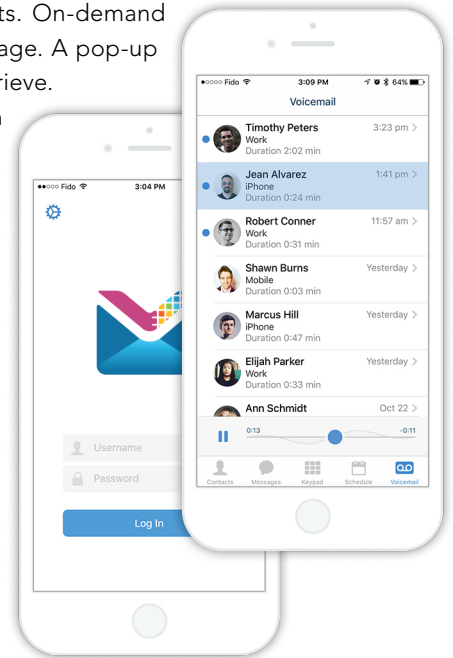 ts. On-demand
age. A pop-up
rieve.
Fido 3:09 PM 64%
Voicemail
Timothy Peters 3:23 pm
Work
Duration 2:02 min
Jean Alvarez 1:41 pm
iPhone
Duration 0:24 min
Robert Conner 11:57 am
Work
Duration 0:31 min
Shawn Burns Yesterday
Mobile
Duration 0:03 min
Marcus Hill Yesterday
iPhone
Duration 0:47 min
Elijah Parker Yesterday
Work
Duration 0:33 min
Ann Schmidt Oct 22
0:13 -0:11
Contacts Messages Keypad Schedule Voicemail
Fido 3:04 PM
Username
Password
Log In